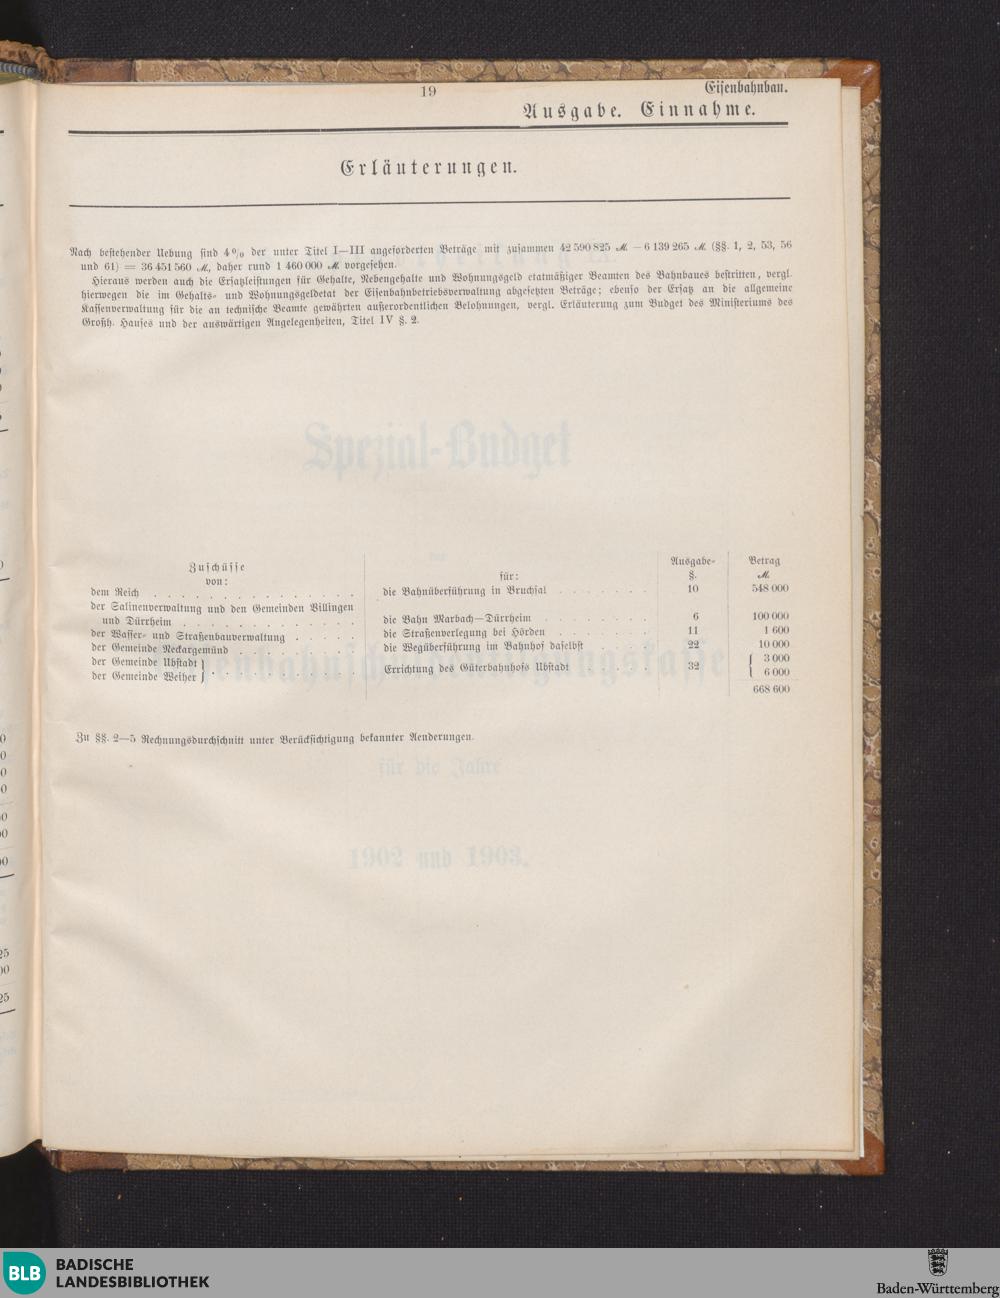 19
Eisenbahnbau.
Ausgabe. Einnahme.
Erläuterungen.
Nach bestehender Uebung sind 4% der unter Titel I—III angeforderten Beträge mit zusammen 42 590 825 ℳ. — 6 139 265 ℳ. (§§. 1, 2, 53, 56
und 61) = 36 451 560 ℳ., daher rund 1 460 000 ℳ. vorgesehen.
Hieraus werden auch die Ersatzleistungen für Gehalte, Nebengehalte und Wohnungsgeld etatmäßiger Beamten des Bahnbaues bestritten, vergl.
hierwegen die im Gehalts- und Wohnungsgeldetat der Eisenbahnbetriebsverwaltung abgesetzten Beträge; ebenso der Ersatz an die allgemeine
Kassenverwaltung für die an technische Beamte gewährten außerordentlichen Belohnungen, vergl. Erläuterung zum Budget des Ministeriums des
Großh. Hauses und der auswärtigen Angelegenheiten, Titel IV §. 2.
Spezial-Budget
Zuschüsse von: für: Ausgabe-§. Betrag ℳ.
dem Reich . . . die Bahnüberführung in Bruchsal . . . 10 548 000
der Salinenverwaltung und den Gemeinden Villingen
und Dürrheim . . . die Bahn Marbach—Dürrheim . . . 6 100 000
der Wasser- und Straßenbauverwaltung . . . die Straßenverlegung bei Hörden . . . 11 1 600
der Gemeinde Neckargemünd . . . die Wegüberführung im Bahnhof daselbst 22 10 000
der Gemeinde Ubstadt } Errichtung des Güterbahnhofs Ubstadt 32 { 3 000
der Gemeinde Weiher } { 6 000
668 600
Zu §§. 2—5 Rechnungsdurchschnitt unter Berücksichtigung bekannter Aenderungen.
für die Jahre
1902 und 1903.
BLB BADISCHE
LANDESBIBLIOTHEK
Baden-Württemberg